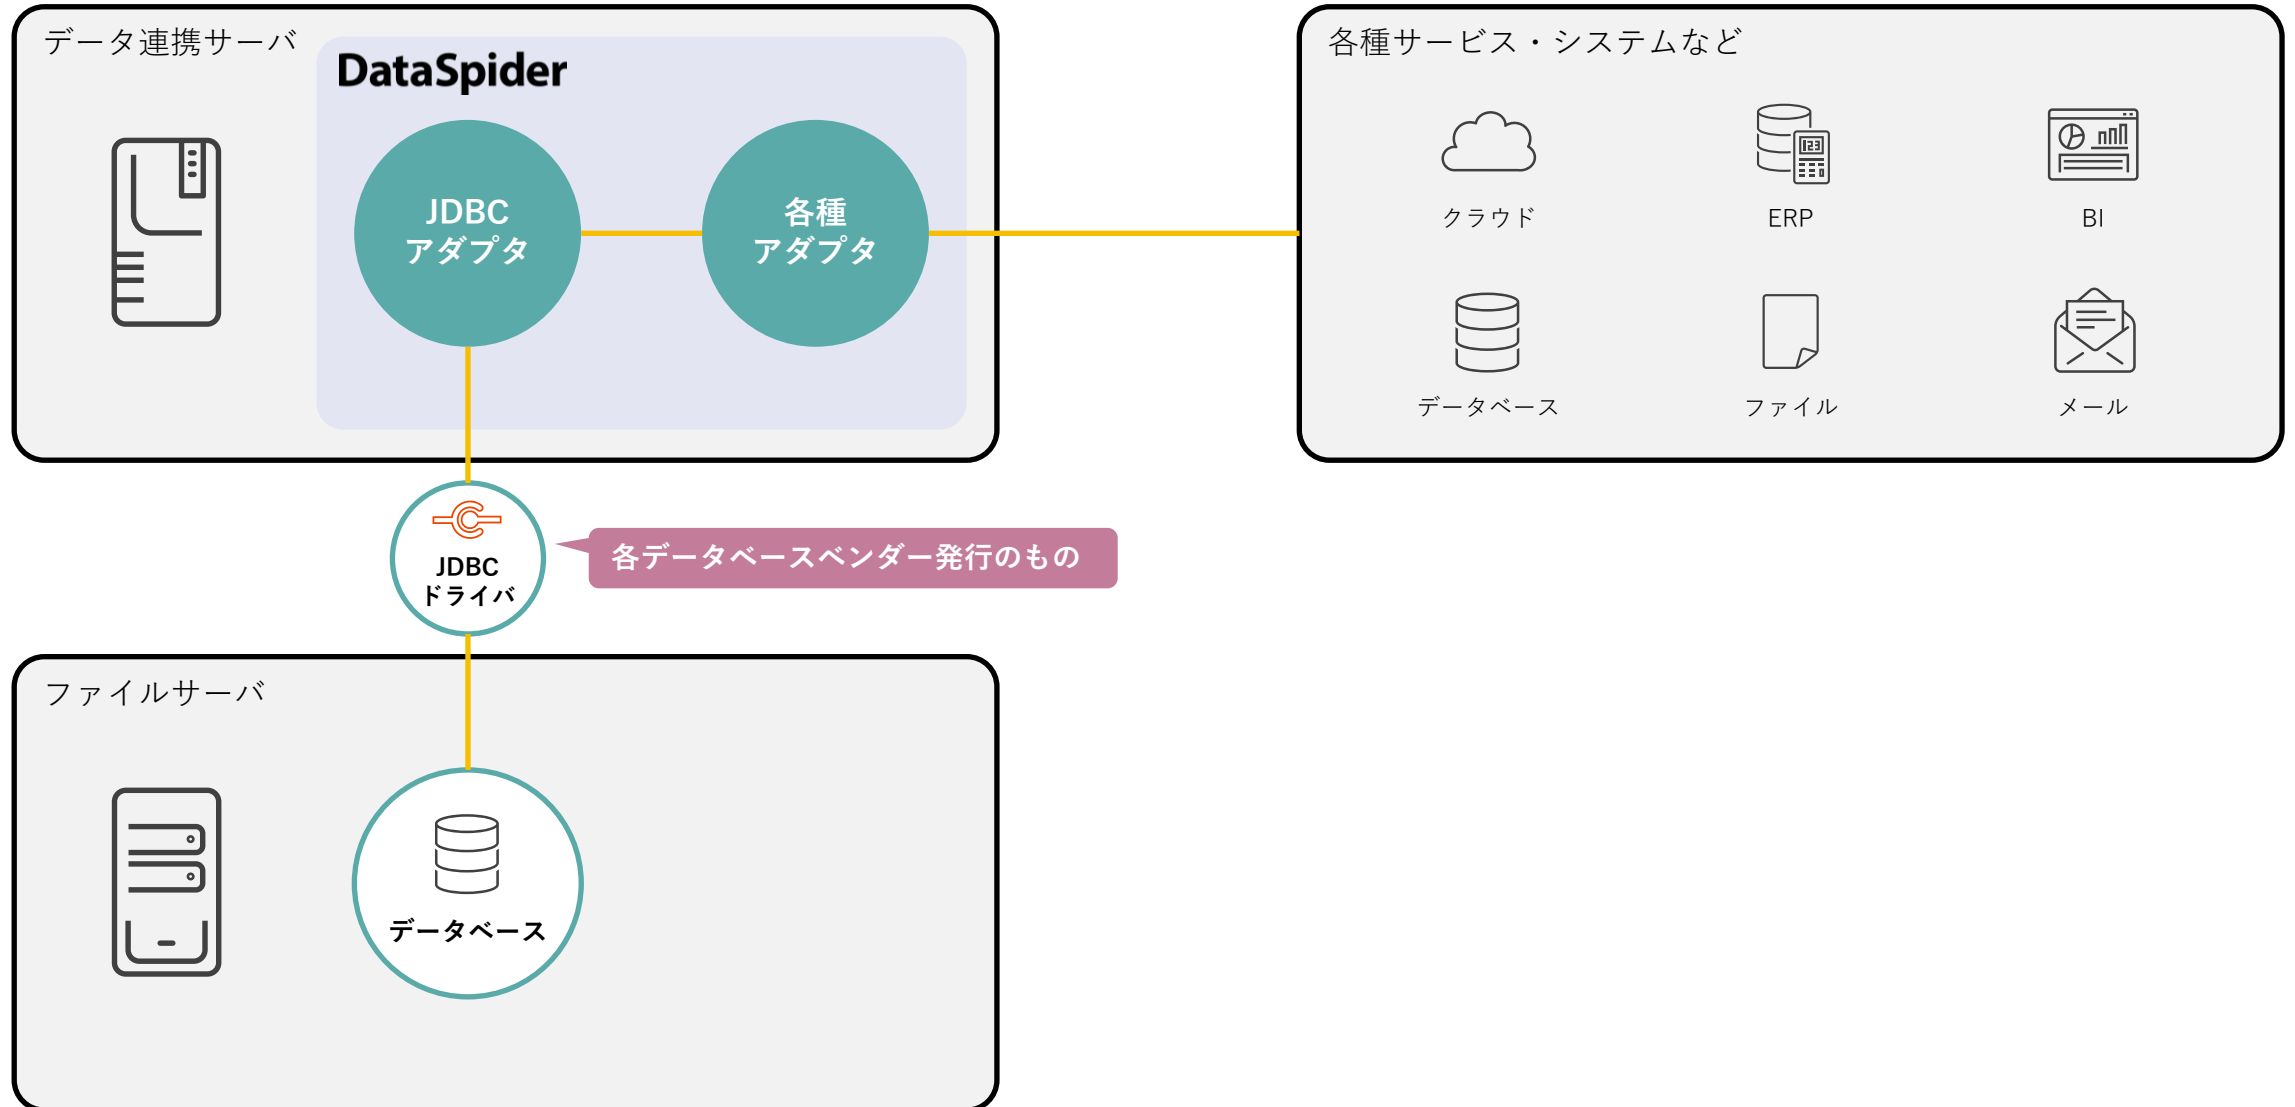 データ連携サーバ
DataSpider
JDBC
アダプタ
各種
アダプタ
各種サービス・システムなど
クラウド
ERP
BI
データベース
ファイル
メール
123
JDBC
ドライバ
各データベースベンダー発行のもの
ファイルサーバ
データベース